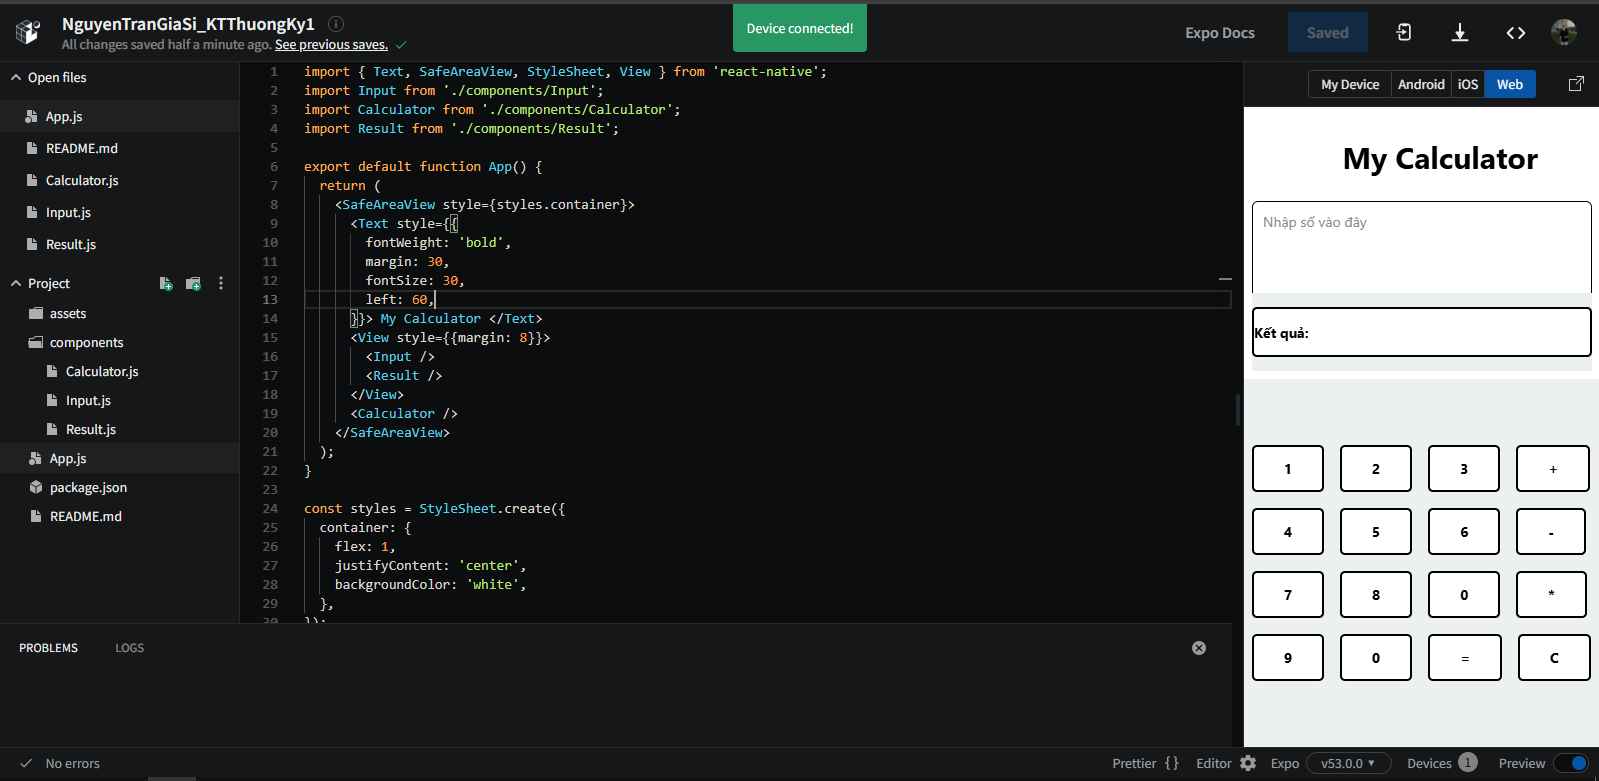 NguyenTranGiaSi_KTThuongKy1
All changes saved half a minute ago. See previous saves.
Device connected!
Expo Docs
Saved
Open files
App.js
README.md
Calculator.js
Input.js
Result.js
Project
assets
components
Calculator.js
Input.js
Result.js
App.js
package.json
README.md
1 import { Text, SafeAreaView, StyleSheet, View } from 'react-native';
2 import Input from './components/Input';
3 import Calculator from './components/Calculator';
4 import Result from './components/Result';
5
6 export default function App() {
7 return (
8 <SafeAreaView style={styles.container}>
9 <Text style={{
10 fontWeight: 'bold',
11 margin: 30,
12 fontSize: 30,
13 left: 60,
14 }}> My Calculator </Text>
15 <View style={{margin: 8}}>
16 <Input />
17 <Result />
18 </View>
19 <Calculator />
20 </SafeAreaView>
21 );
22 }
23
24 const styles = StyleSheet.create({
25 container: {
26 flex: 1,
27 justifyContent: 'center',
28 backgroundColor: 'white',
29 },
30 });
My Device Android iOS Web
My Calculator
Nhập số vào đây
Kết quả:
1 2 3 +
4 5 6 -
7 8 0 *
9 0 = C
PROBLEMS LOGS
No errors
Prettier {} Editor Expo v53.0.0 Devices 1 Preview